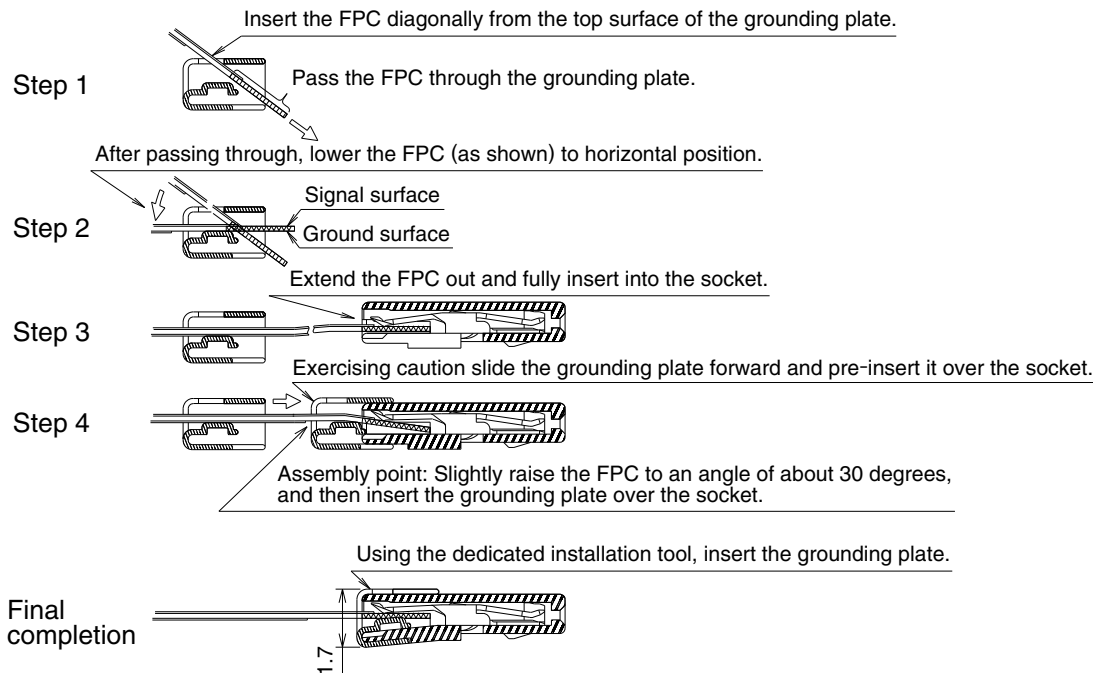 Insert the FPC diagonally from the top surface of the grounding plate.
Step 1
Pass the FPC through the grounding plate.
After passing through, lower the FPC (as shown) to horizontal position.
Step 2
Signal surface
Ground surface
Extend the FPC out and fully insert into the socket.
Step 3
Exercising caution slide the grounding plate forward and pre-insert it over the socket.
Step 4
Assembly point: Slightly raise the FPC to an angle of about 30 degrees,
and then insert the grounding plate over the socket.
Using the dedicated installation tool, insert the grounding plate.
Final
completion
1.7